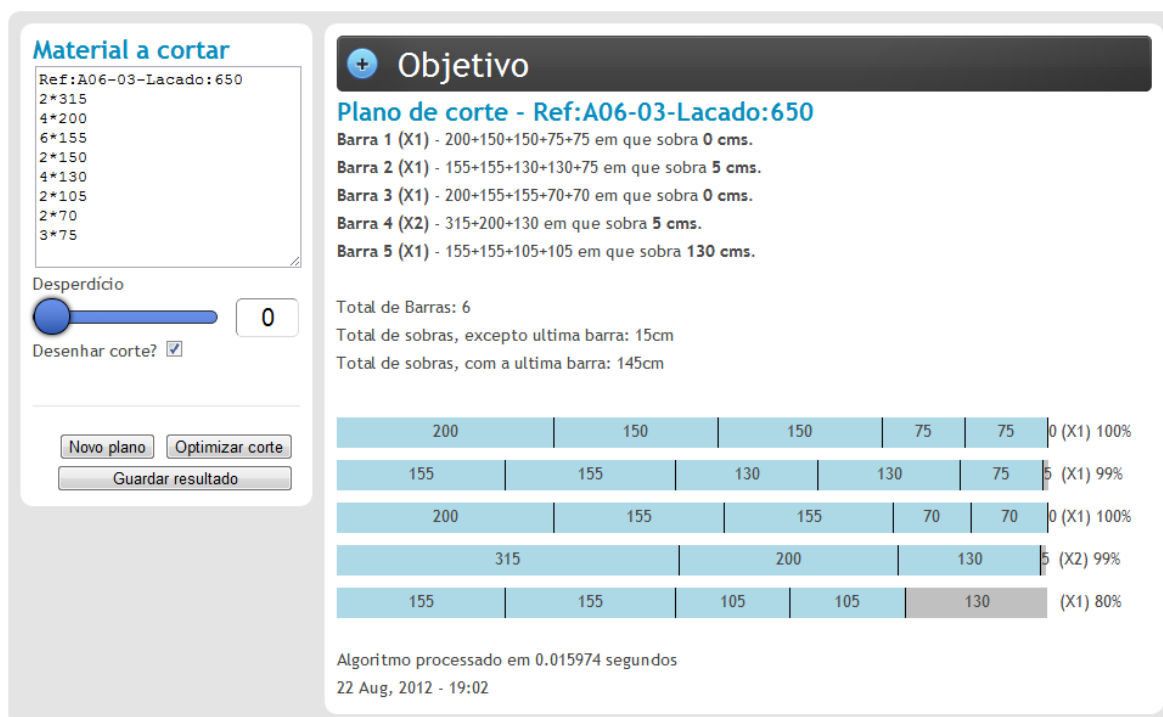 Material a cortar
Ref:A06-03-Lacado:650
2*315
4*200
6*155
2*150
4*130
2*105
2*70
3*75
Desperdício
0
Desenhar corte?
Novo plano Optimizar corte
Guardar resultado
+ Objetivo
Plano de corte - Ref:A06-03-Lacado:650
Barra 1 (X1) - 200+150+150+75+75 em que sobra 0 cms.
Barra 2 (X1) - 155+155+130+130+75 em que sobra 5 cms.
Barra 3 (X1) - 200+155+155+70+70 em que sobra 0 cms.
Barra 4 (X2) - 315+200+130 em que sobra 5 cms.
Barra 5 (X1) - 155+155+105+105 em que sobra 130 cms.
Total de Barras: 6
Total de sobras, excepto ultima barra: 15cm
Total de sobras, com a ultima barra: 145cm
200 150 150 75 75 0 (X1) 100%
155 155 130 130 75 5 (X1) 99%
200 155 155 70 70 0 (X1) 100%
315 200 130 5 (X2) 99%
155 155 105 105 130 (X1) 80%
Algoritmo processado em 0.015974 segundos
22 Aug, 2012 - 19:02